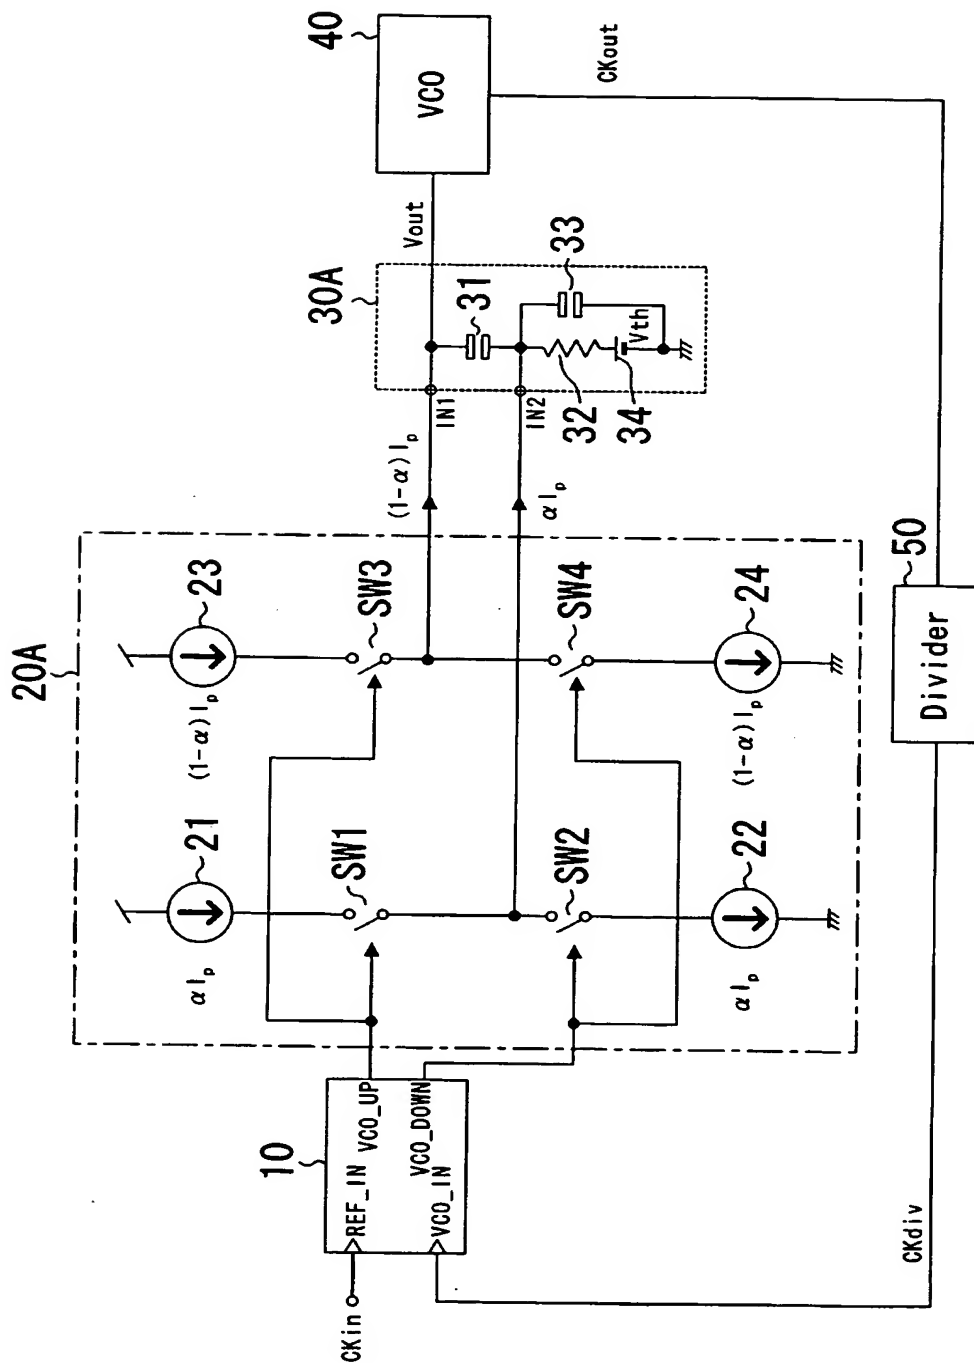 20A
21
23
αIp
(1-α)Ip
SW1
SW3
(1-α)Ip
αIp
SW2
SW4
22
24
αIp
(1-α)Ip
10
REF_IN
VCO_UP
VCO_DOWN
VCO_IN
CKin
CKdiv
30A
IN1
IN2
31
32
33
34
Vth
Vout
40
VCO
CKout
50
Divider